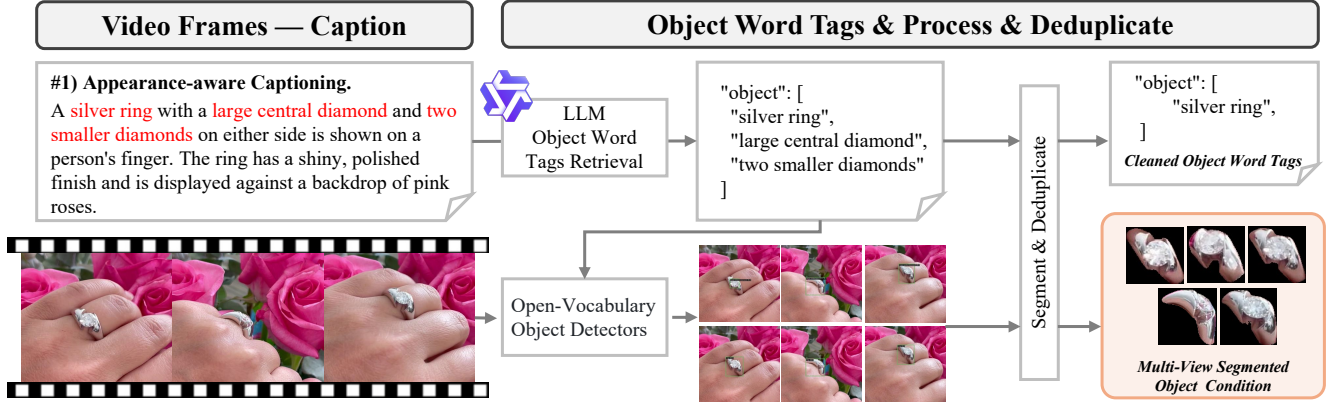 Video Frames — Caption
Object Word Tags & Process & Deduplicate
#1) Appearance-aware Captioning.
A silver ring with a large central diamond and two
smaller diamonds on either side is shown on a
person's finger. The ring has a shiny, polished
finish and is displayed against a backdrop of pink
roses.
LLM
Object Word
Tags Retrieval
"object": [
"silver ring",
"large central diamond",
"two smaller diamonds"
]
Segment & Deduplicate
"object": [
"silver ring",
]
Cleaned Object Word Tags
Open-Vocabulary
Object Detectors
Multi-View Segmented
Object Condition